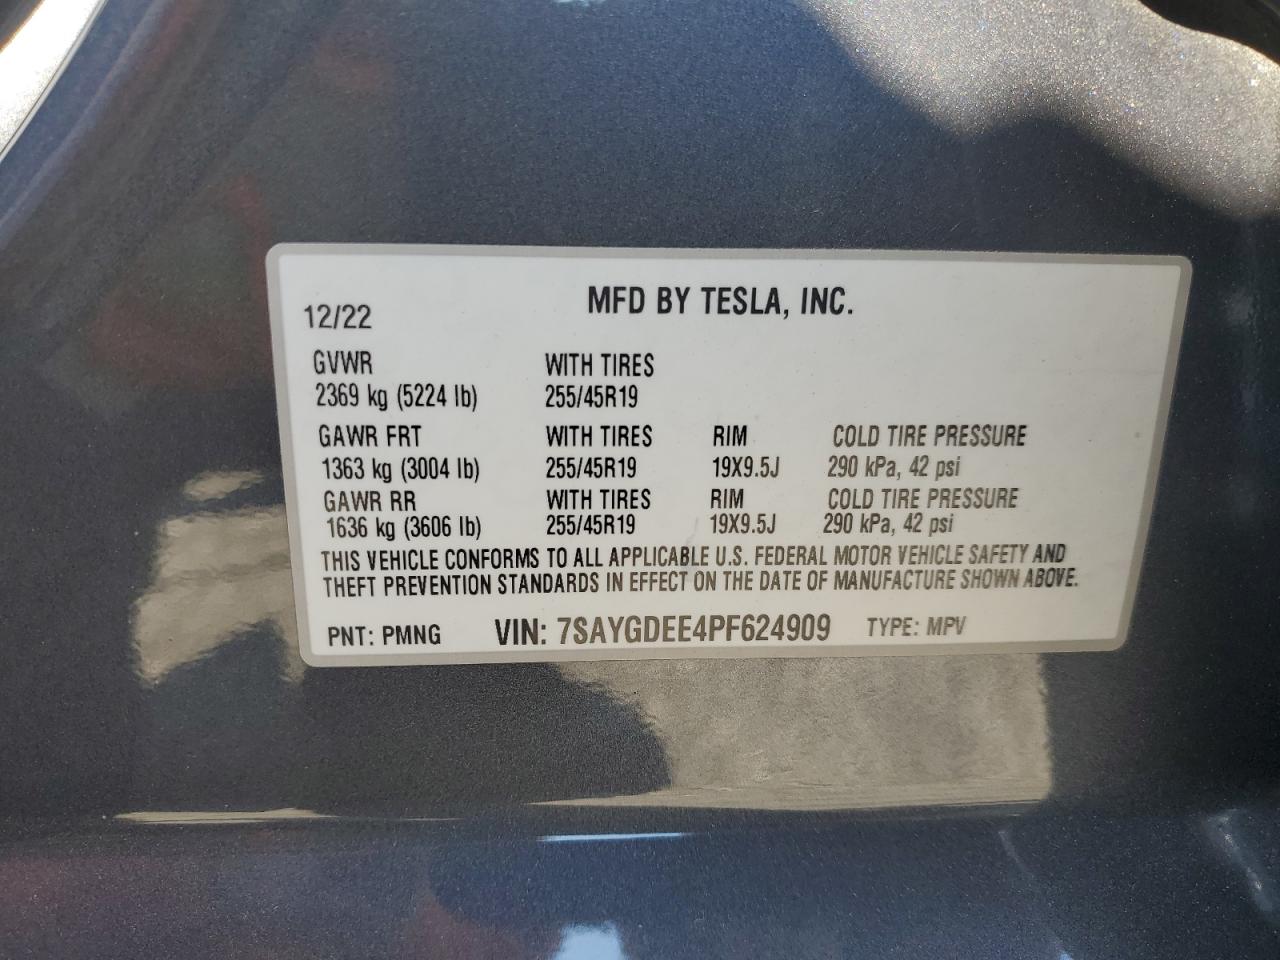 MFD BY TESLA, INC.
12/22
GVWR WITH TIRES
2369 kg (5224 lb) 255/45R19
GAWR FRT WITH TIRES RIM COLD TIRE PRESSURE
1363 kg (3004 lb) 255/45R19 19X9.5J 290 kPa, 42 psi
GAWR RR WITH TIRES RIM COLD TIRE PRESSURE
1636 kg (3606 lb) 255/45R19 19X9.5J 290 kPa, 42 psi
THIS VEHICLE CONFORMS TO ALL APPLICABLE U.S. FEDERAL MOTOR VEHICLE SAFETY AND
THEFT PREVENTION STANDARDS IN EFFECT ON THE DATE OF MANUFACTURE SHOWN ABOVE.
PNT: PMNG VIN: 7SAYGDEE4PF624909 TYPE: MPV